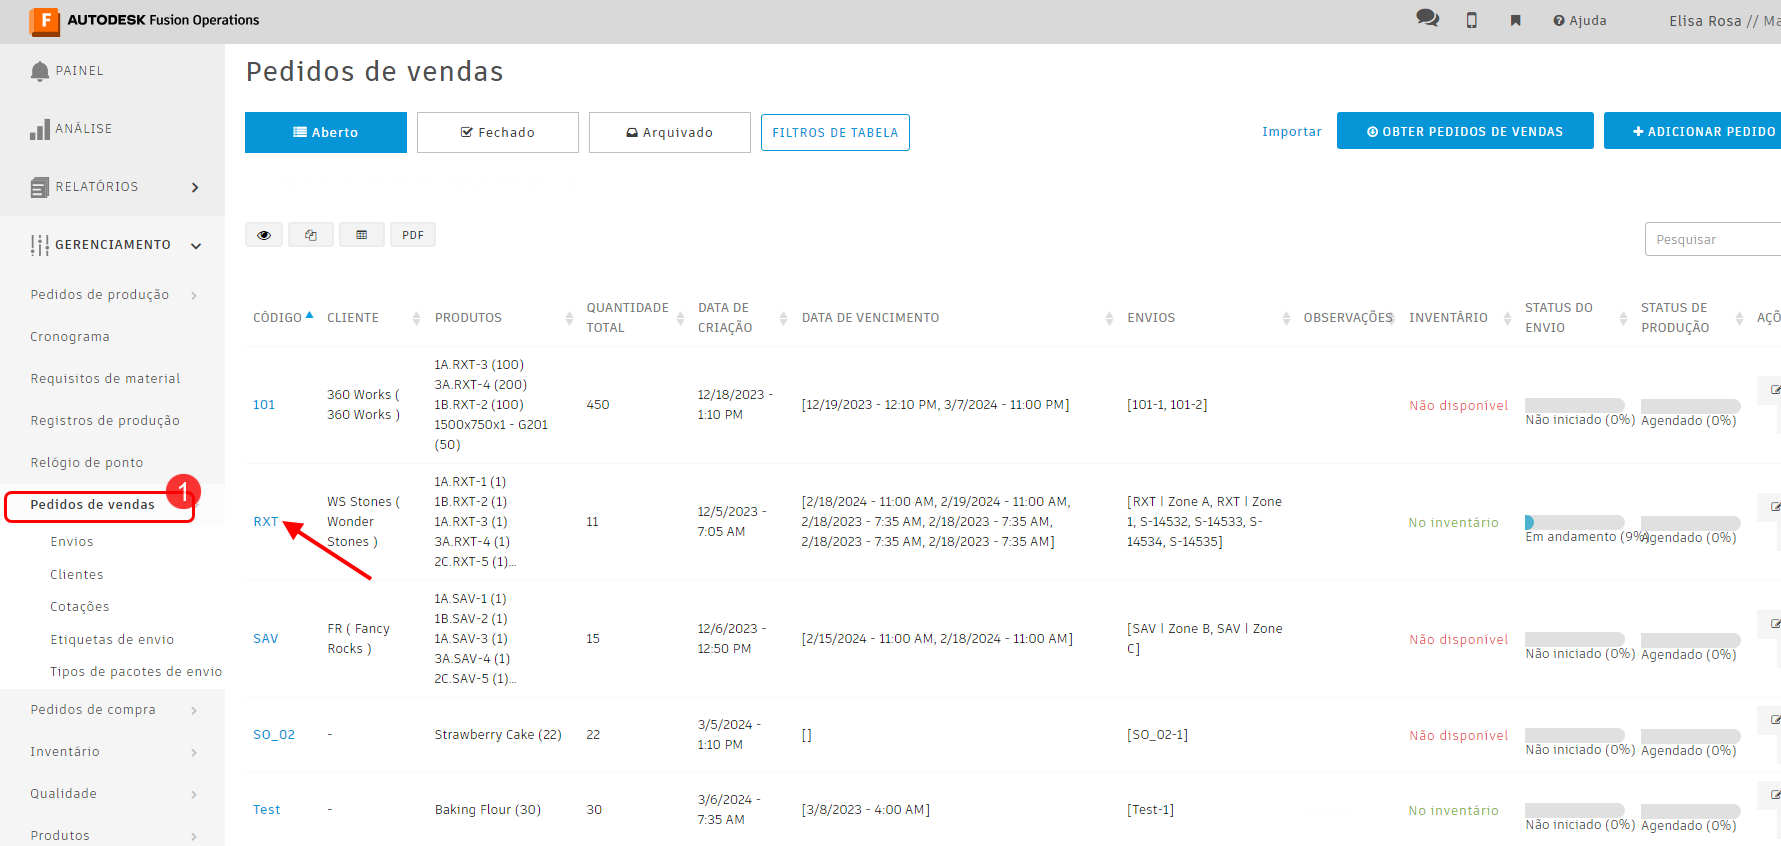 AUTODESK Fusion Operations
Ajuda
Elisa Rosa // Ma
PAINEL
ANÁLISE
RELATÓRIOS
GERENCIAMENTO
Pedidos de produção
Cronograma
Requisitos de material
Registros de produção
Relógio de ponto
1
Pedidos de vendas
Envios
Clientes
Cotações
Etiquetas de envio
Tipos de pacotes de envio
Pedidos de compra
Inventário
Qualidade
Produtos
Pedidos de vendas
Aberto
Fechado
Arquivado
FILTROS DE TABELA
Importar
OBTER PEDIDOS DE VENDAS
ADICIONAR PEDIDO
PDF
Pesquisar
CÓDIGO
CLIENTE
PRODUTOS
QUANTIDADE
TOTAL
DATA DE
CRIAÇÃO
DATA DE VENCIMENTO
ENVIOS
OBSERVAÇÕES
INVENTÁRIO
STATUS DO
ENVIO
STATUS DE
PRODUÇÃO
AÇÕ
101
360 Works (
360 Works )
1A.RXT-3 (100)
3A.RXT-4 (200)
1B.RXT-2 (100)
1500x750x1 - G201
(50)
450
12/18/2023 -
1:10 PM
[12/19/2023 - 12:10 PM, 3/7/2024 - 11:00 PM]
[101-1, 101-2]
Não disponível
Não iniciado (0%)
Agendado (0%)
RXT
WS Stones (
Wonder
Stones )
1A.RXT-1 (1)
1B.RXT-2 (1)
1A.RXT-3 (1)
3A.RXT-4 (1)
2C.RXT-5 (1)...
11
12/5/2023 -
7:05 AM
[2/18/2024 - 11:00 AM, 2/19/2024 - 11:00 AM,
2/18/2023 - 7:35 AM, 2/18/2023 - 7:35 AM,
2/18/2023 - 7:35 AM, 2/18/2023 - 7:35 AM]
[RXT | Zone A, RXT | Zone
1, S-14532, S-14533, S-
14534, S-14535]
No inventário
Em andamento (9%)
Agendado (0%)
SAV
FR ( Fancy
Rocks )
1A.SAV-1 (1)
1B.SAV-2 (1)
1A.SAV-3 (1)
3A.SAV-4 (1)
2C.SAV-5 (1)...
15
12/6/2023 -
12:50 PM
[2/15/2024 - 11:00 AM, 2/18/2024 - 11:00 AM]
[SAV | Zone B, SAV | Zone
C]
Não disponível
Não iniciado (0%)
Agendado (0%)
SO_02
-
Strawberry Cake (22)
22
3/5/2024 -
1:10 PM
[]
[SO_02-1]
Não disponível
Não iniciado (0%)
Agendado (0%)
Test
-
Baking Flour (30)
30
3/6/2024 -
7:35 AM
[3/8/2023 - 4:00 AM]
[Test-1]
No inventário
Não iniciado (0%)
Agendado (0%)